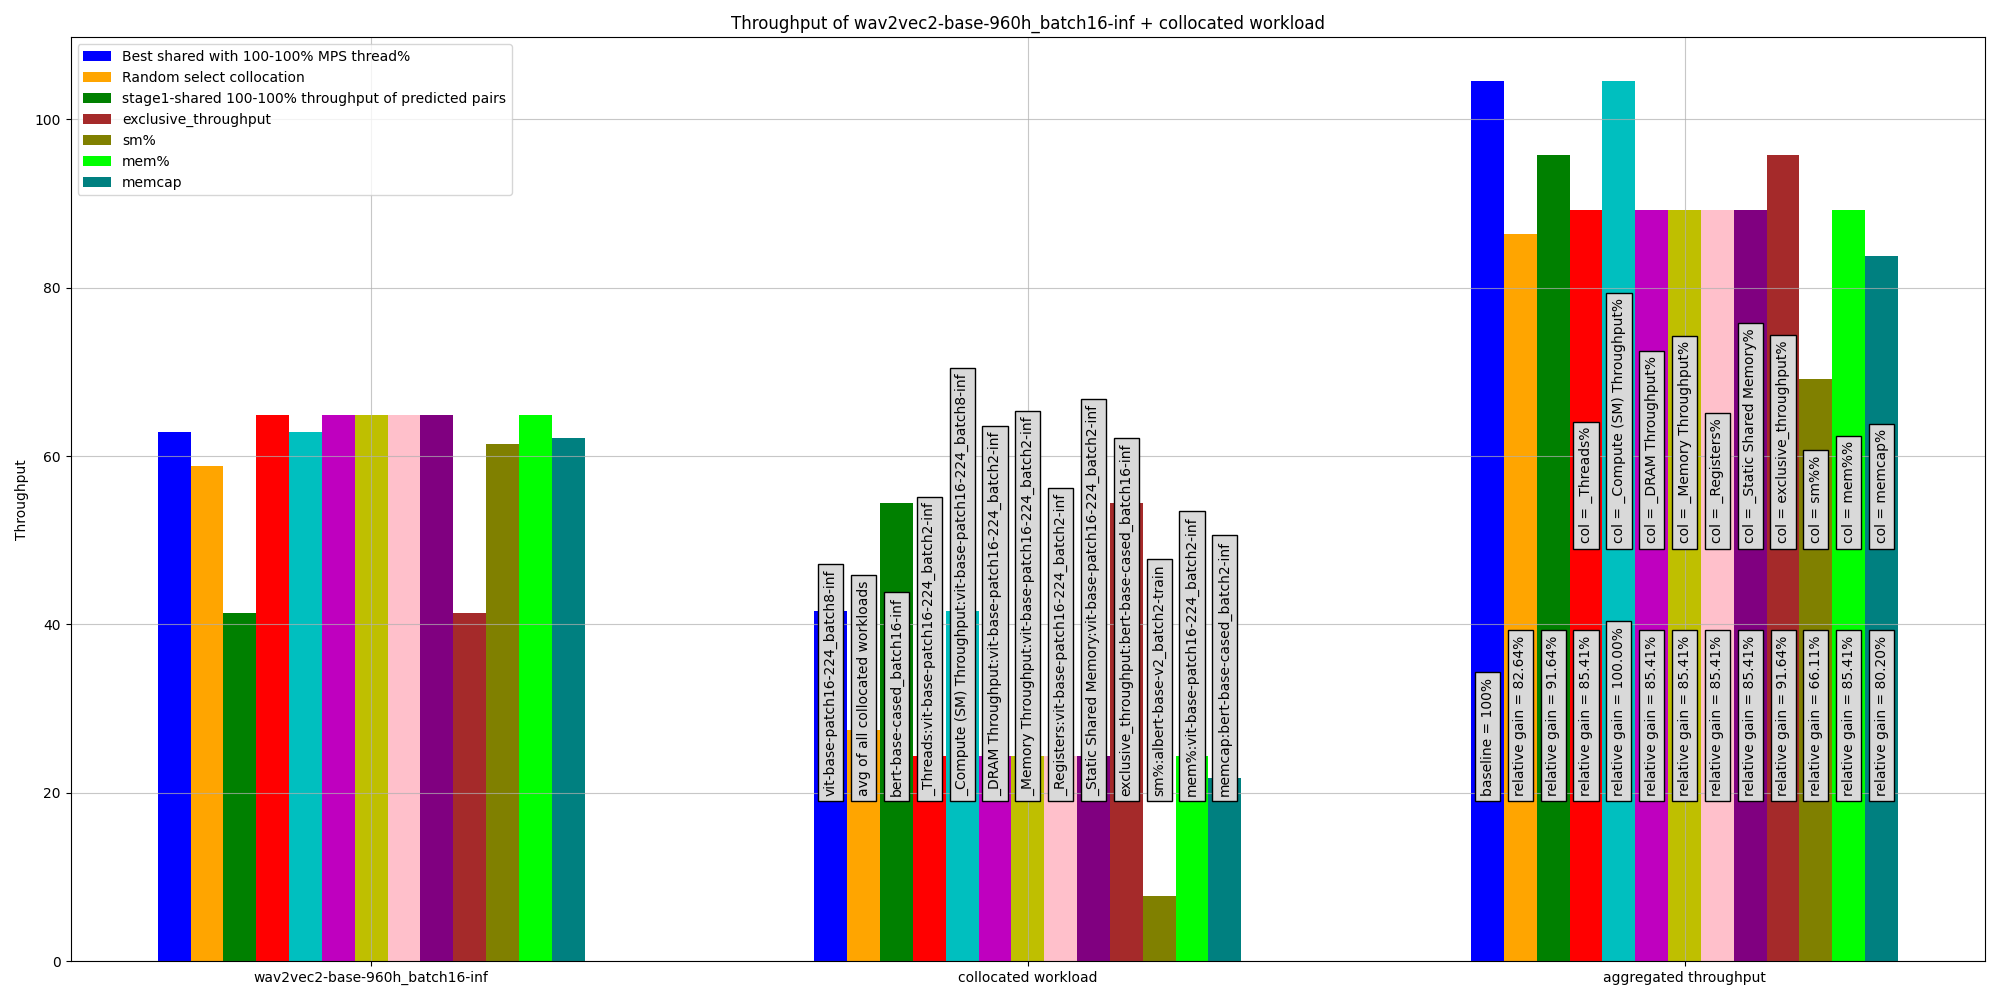 Throughput of wav2vec2-base-960h_batch16-inf + collocated workload
Best shared with 100-100% MPS thread%
Random select collocation
stage1-shared 100-100% throughput of predicted pairs
exclusive_throughput
sm%
mem%
memcap
Throughput
100
80
60
40
20
0
vit-base-patch16-224_batch8-inf
avg of all collocated workloads
bert-base-cased_batch16-inf
_Threads:vit-base-patch16-224_batch2-inf
_Compute (SM) Throughput:vit-base-patch16-224_batch8-inf
_DRAM Throughput:vit-base-patch16-224_batch2-inf
_Memory Throughput:vit-base-patch16-224_batch2-inf
_Registers:vit-base-patch16-224_batch2-inf
_Static Shared Memory:vit-base-patch16-224_batch2-inf
exclusive_throughput:bert-base-cased_batch16-inf
sm%:albert-base-v2_batch2-train
mem%:vit-base-patch16-224_batch2-inf
memcap:bert-base-cased_batch2-inf
col = _Threads%
col = _Compute (SM) Throughput%
col = _DRAM Throughput%
col = _Memory Throughput%
col = _Registers%
col = _Static Shared Memory%
col = exclusive_throughput%
col = sm%%
col = mem%%
col = memcap%
baseline = 100%
relative gain = 82.64%
relative gain = 91.64%
relative gain = 85.41%
relative gain = 100.00%
relative gain = 85.41%
relative gain = 85.41%
relative gain = 85.41%
relative gain = 85.41%
relative gain = 91.64%
relative gain = 66.11%
relative gain = 85.41%
relative gain = 80.20%
wav2vec2-base-960h_batch16-inf
collocated workload
aggregated throughput